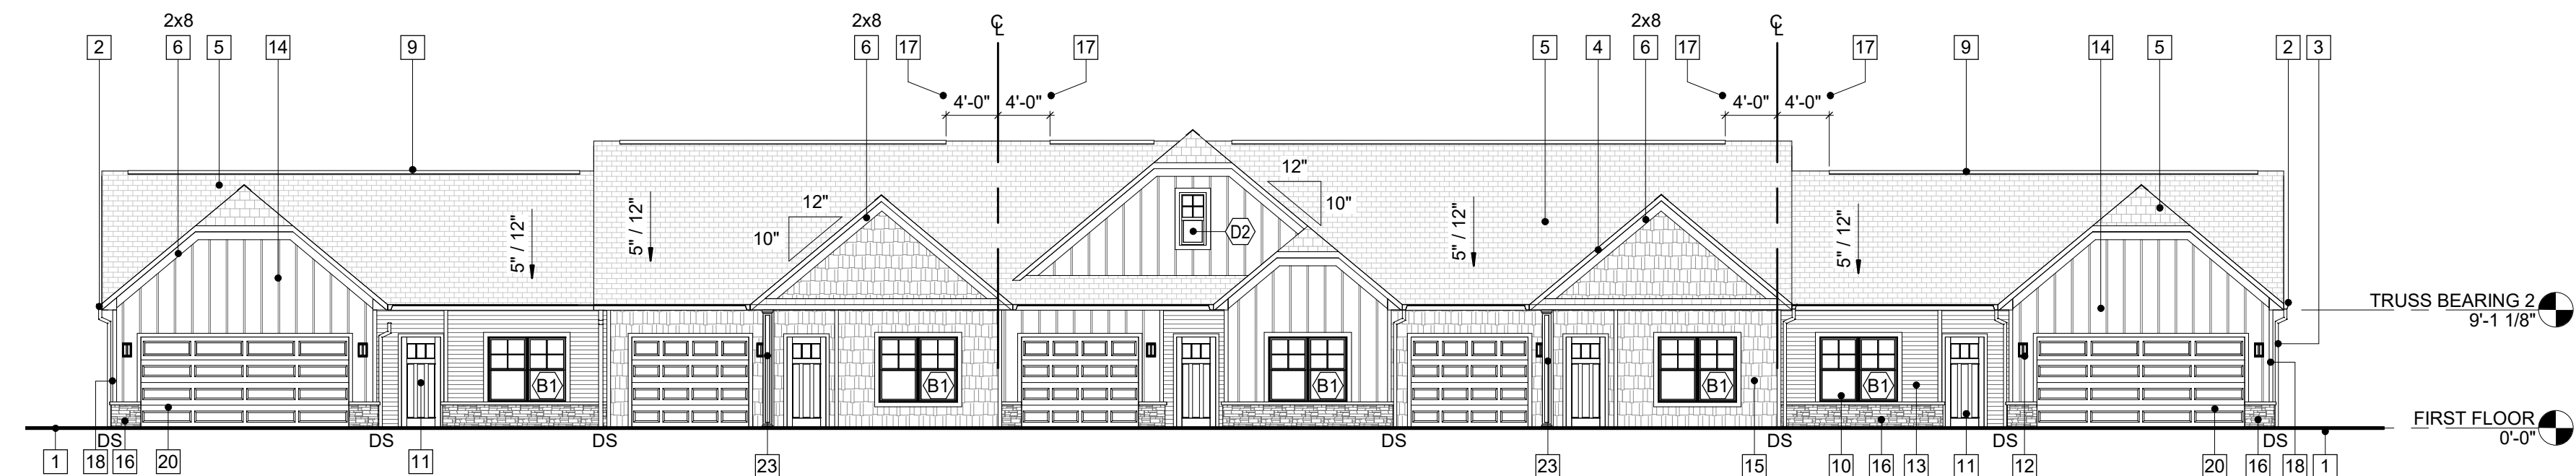 2x8
℄
2x8
℄
2
6
5
14
9
6
17
17
5
4
6
17
17
9
14
5
2
3
4'-0"
4'-0"
4'-0"
4'-0"
12"
10"
12"
10"
5" / 12"
5" / 12"
5" / 12"
5" / 12"
D2
TRUSS BEARING 2
9'-1 1/8"
B1
B1
B1
B1
B1
FIRST FLOOR
0'-0"
DS
DS
DS
DS
DS
DS
DS
1
18
16
20
11
23
23
15
10
16
13
11
12
20
16
18
1